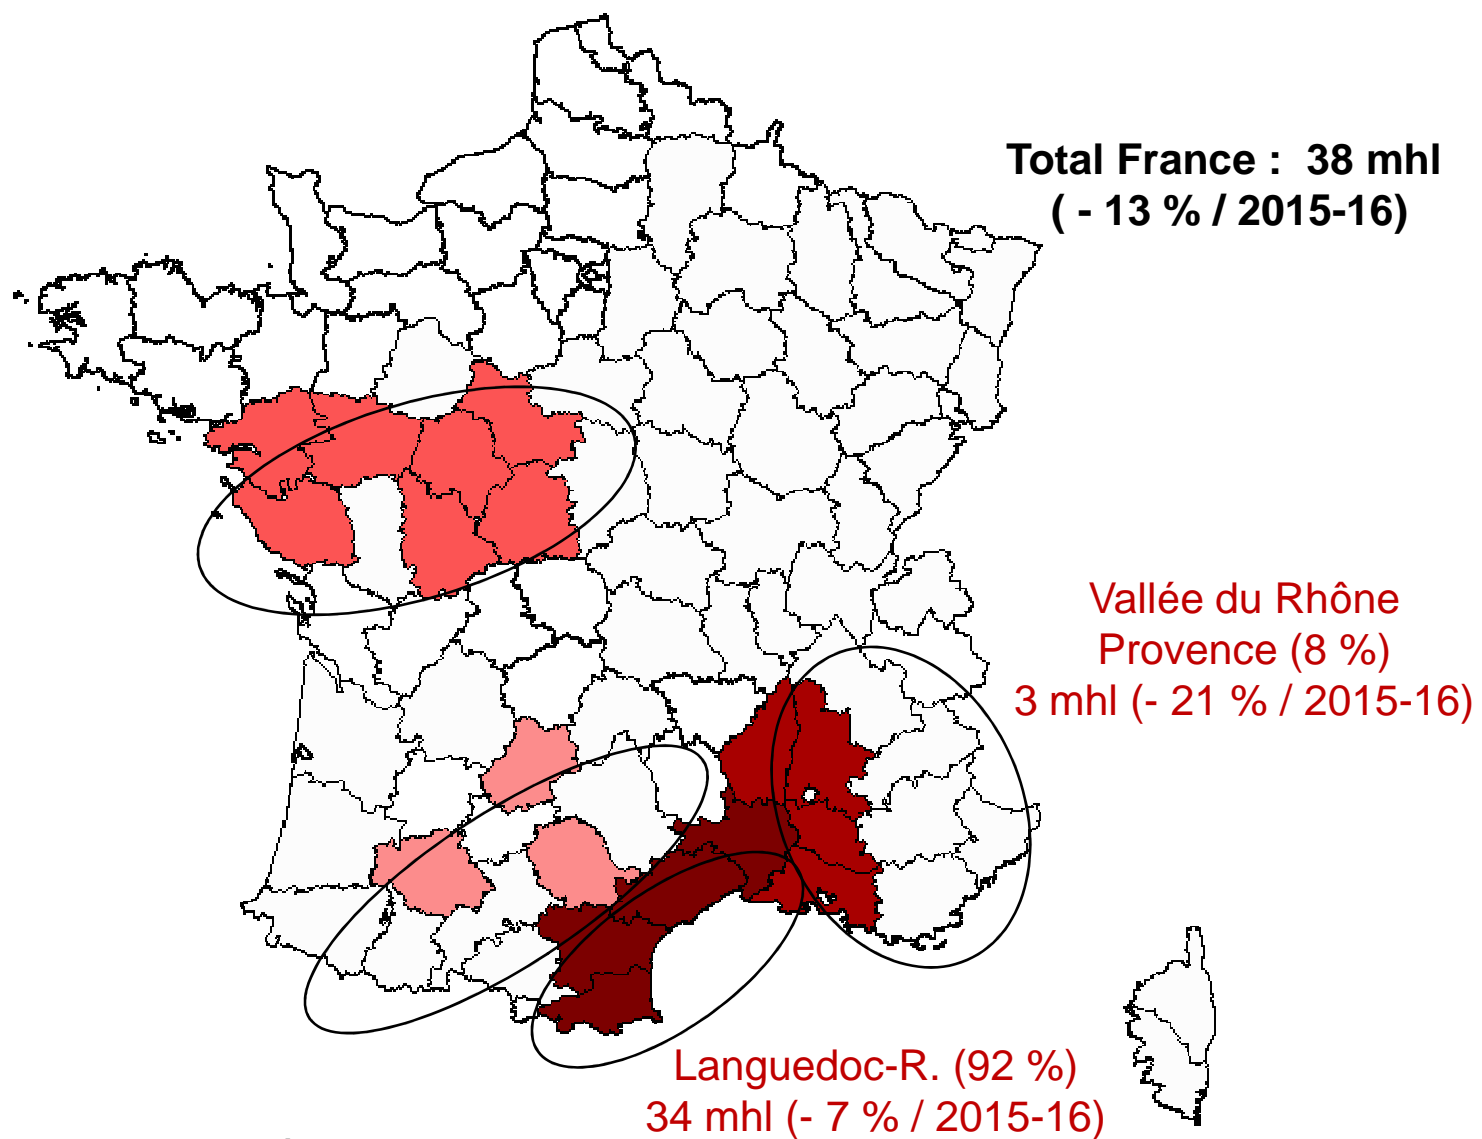 Total France : 38 mhl
( - 13 % / 2015-16)
Vallée du Rhône
Provence (8 %)
3 mhl (- 21 % / 2015-16)
Languedoc-R. (92 %)
34 mhl (- 7 % / 2015-16)